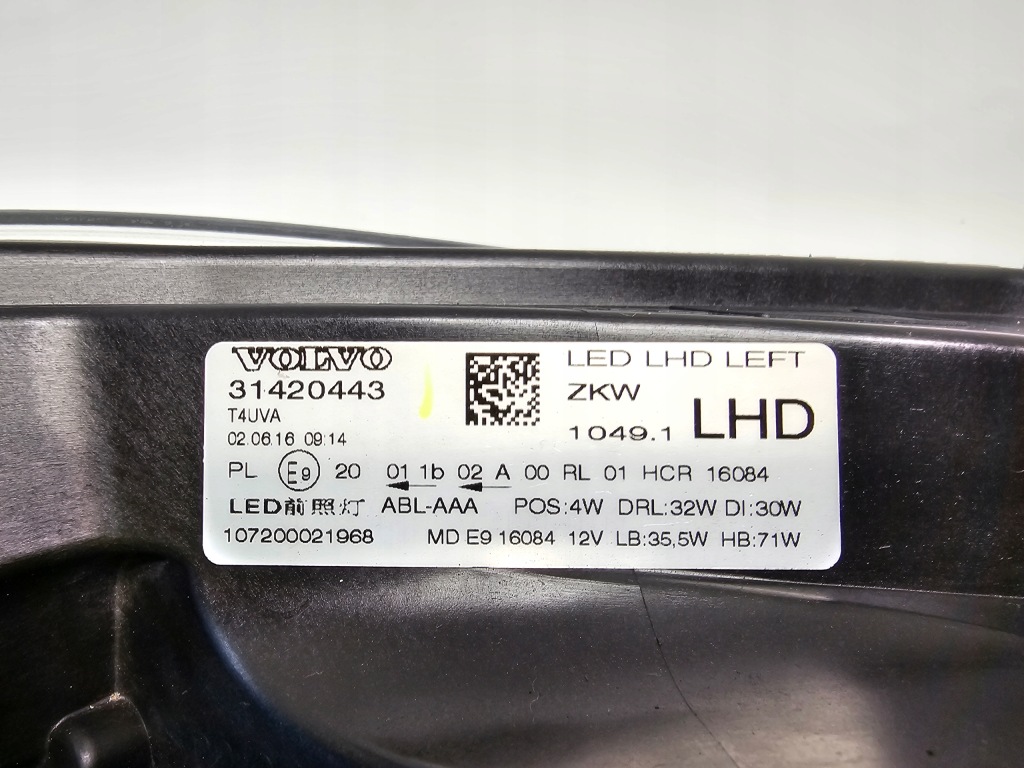 VOLVO
31420443
T4UVA
02.06.16 09:14
LED LHD LEFT
ZKW
1049.1 LHD
PL E9 20 01 1b 02 A 00 RL 01 HCR 16084
LED前照灯 ABL-AAA POS:4W DRL:32W DI:30W
107200021968 MD E9 16084 12V LB:35,5W HB:71W